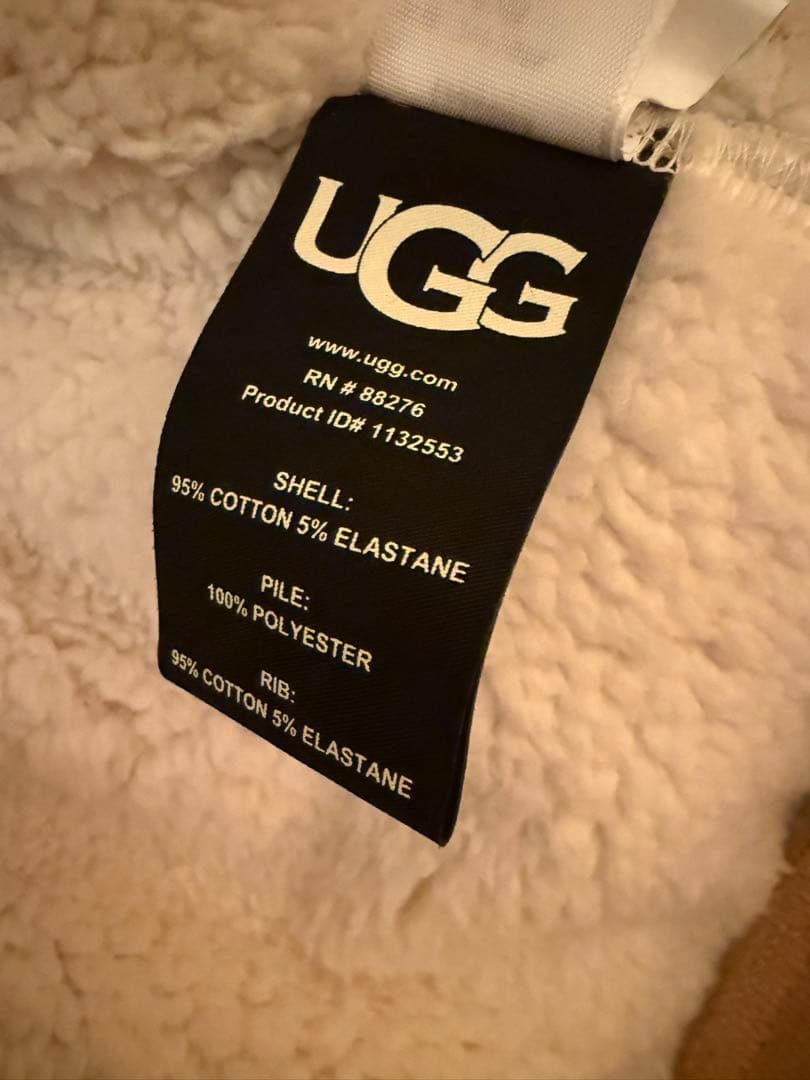 UGG
www.ugg.com
RN # 88276
Product ID# 1132553
SHELL:
95% COTTON 5% ELASTANE
PILE:
100% POLYESTER
RIB:
95% COTTON 5% ELASTANE